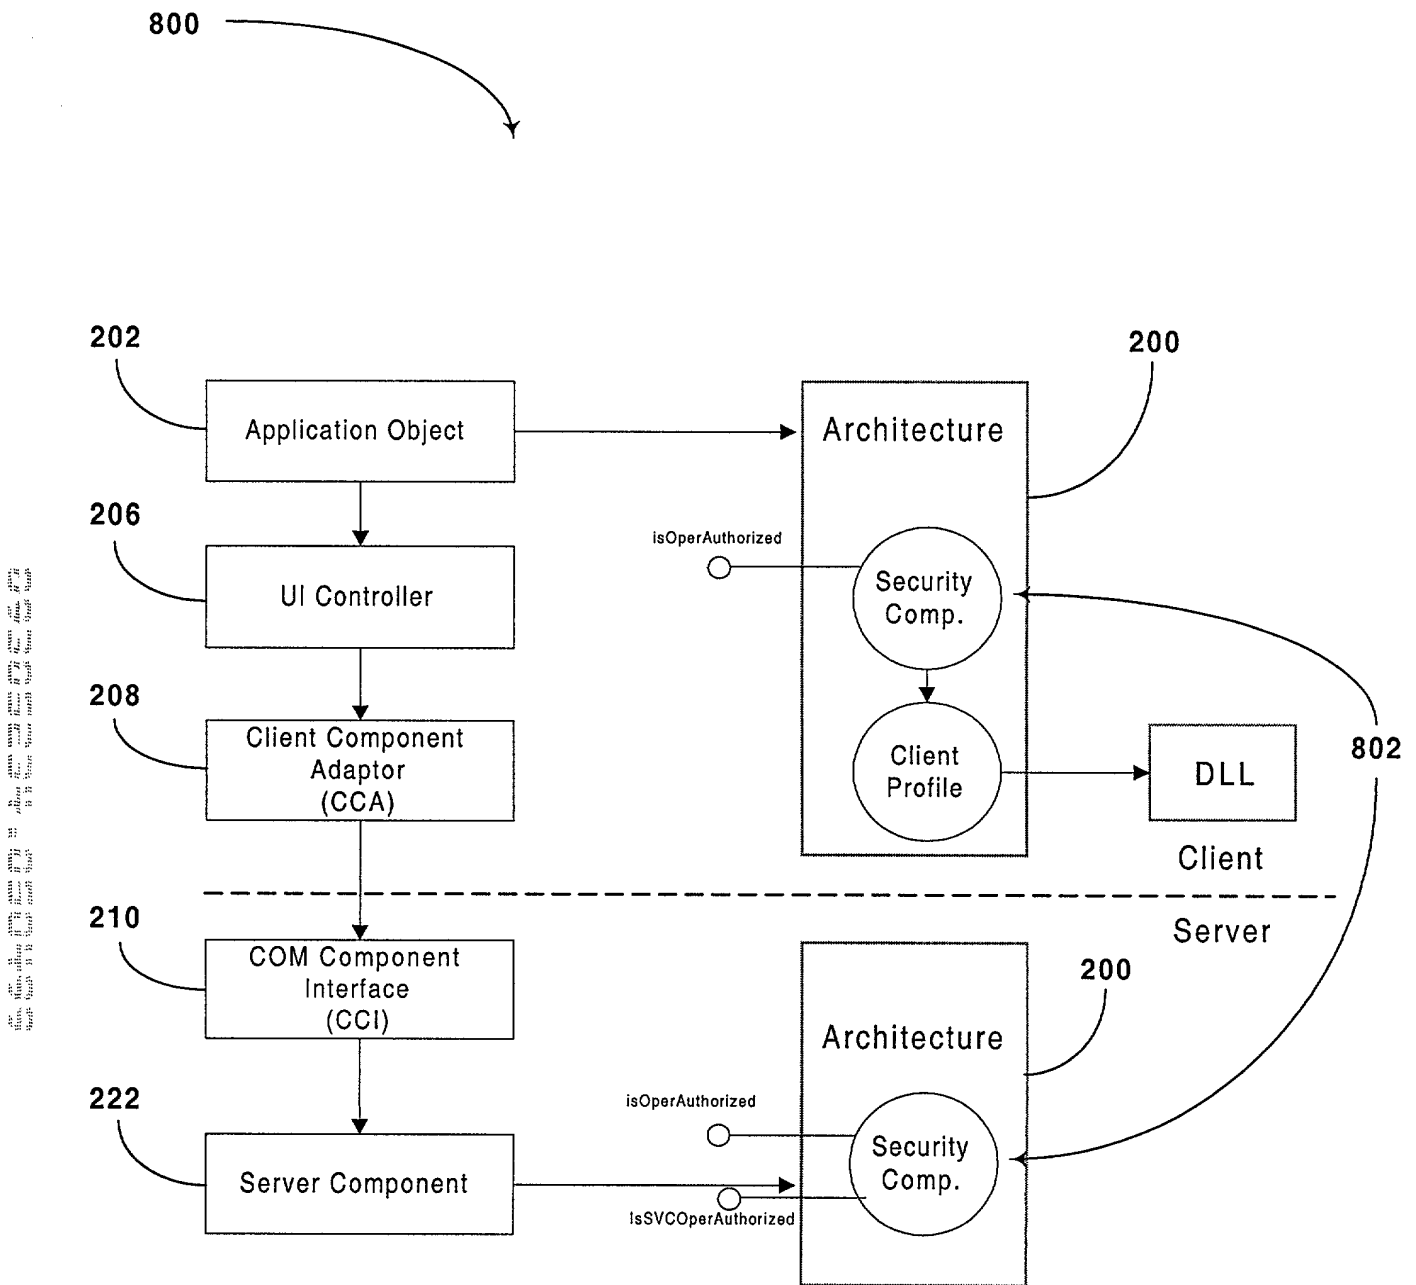 800
202
200
Application Object
Architecture
206
isOperAuthorized
UI Controller
Security
Comp.
208
Client Component
Adaptor
(CCA)
Client
Profile
DLL
802
Client
Server
210
COM Component
Interface
(CCI)
200
Architecture
222
isOperAuthorized
Security
Comp.
Server Component
IsSVCOperAuthorized